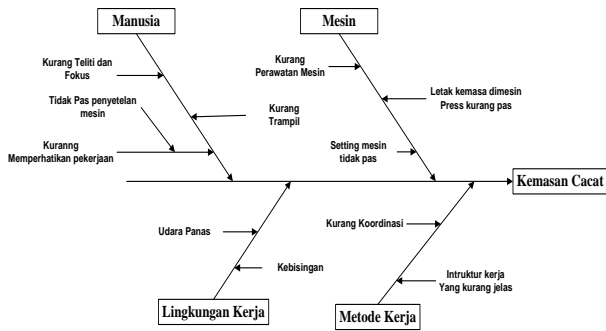 Manusia
Mesin
Kurang Teliti dan
Fokus
Kurang
Perawatan Mesin
Tidak Pas penyetelan
mesin
Kurang
Trampil
Letak kemasa dimesin
Press kurang pas
Kuranng
Memperhatikan pekerjaan
Setting mesin
tidak pas
Kemasan Cacat
Udara Panas
Kurang Koordinasi
Kebisingan
Intruktur kerja
Yang kurang jelas
Lingkungan Kerja
Metode Kerja